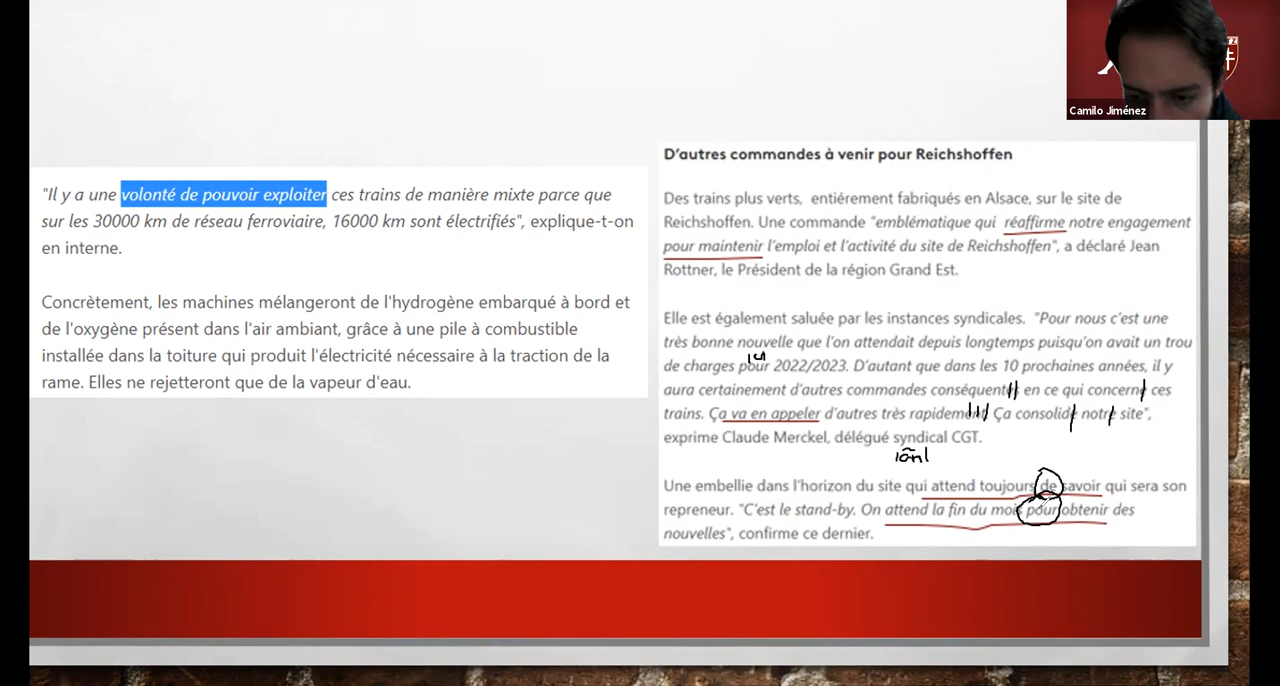 Camilo Jiménez
"Il y a une volonté de pouvoir exploiter ces trains de manière mixte parce que
sur les 30000 km de réseau ferroviaire, 16000 km sont électrifiés", explique-t-on
en interne.
Concrètement, les machines mélangeront de l'hydrogène embarqué à bord et
de l'oxygène présent dans l'air ambiant, grâce à une pile à combustible
installée dans la toiture qui produit l'électricité nécessaire à la traction de la
rame. Elles ne rejetteront que de la vapeur d'eau.
D'autres commandes à venir pour Reichshoffen
Des trains plus verts, entiérement fabriqués en Alsace, sur le site de
Reichshoffen. Une commande "emblématique qui réaffirme notre engagement
pour maintenir l'emploi et l'activité du site de Reichshoffen", a déclaré Jean
Rottner, le Président de la région Grand Est.
Elle est également saluée par les instances syndicales. "Pour nous c'est une
très bonne nouvelle que l'on attendait depuis longtemps puisqu'on avait un trou
de charges pour 2022/2023. D'autant que dans les 10 prochaines années, il y
aura certainement d'autres commandes conséquentes en ce qui concerne ces
trains. Ça va en appeler d'autres très rapidement. Ça consolide notre site",
exprime Claude Merckel, délégué syndical CGT.
Une embellie dans l'horizon du site qui attend toujours de savoir qui sera son
repreneur. "C'est le stand-by. On attend la fin du mois pour obtenir des
nouvelles", confirme ce dernier.